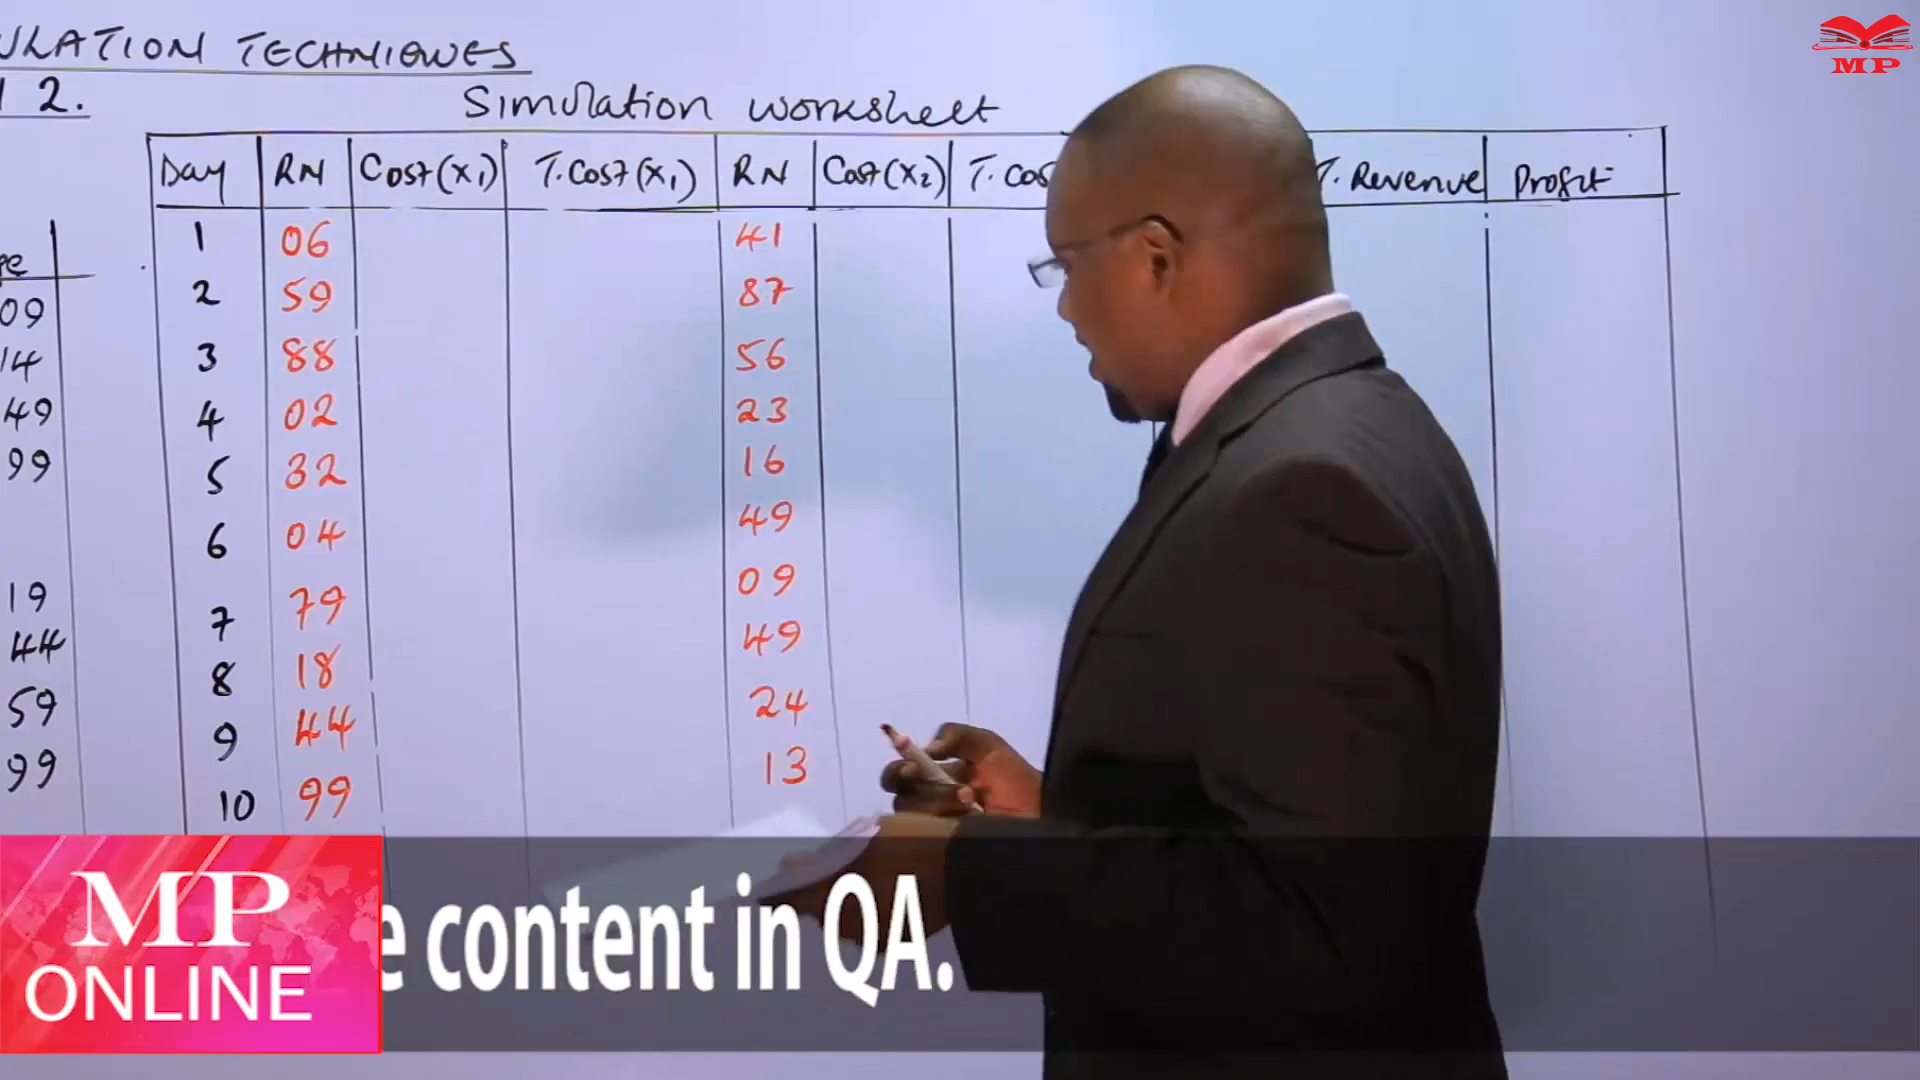 ULATION TECHNIQUES
2.
Simulation worksheet
MP
Day RN Cost(x1) T.Cost(x1) RN Cost(x2) T. Cos T. Revenue Profit
1 06 41
2 59 87
09
3 88 56
14
4 02 23
49
5 32 16
99
6 04 49
7 79 09
19
8 18 49
44
9 44 24
59
10 99 13
99
MP
ONLINE
e content in QA.